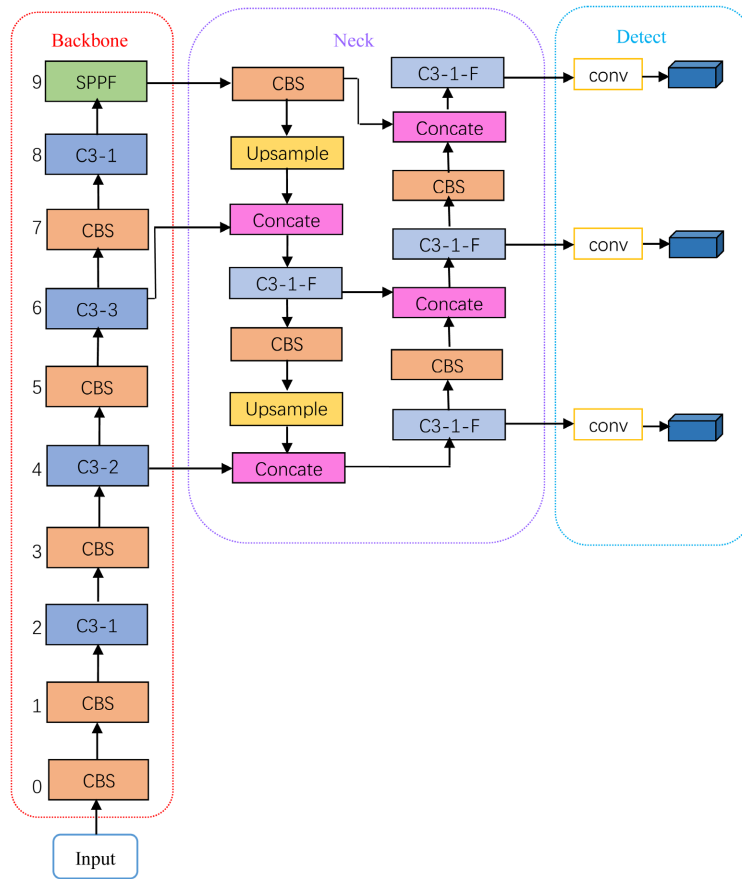 Backbone
9
SPPF
8
C3-1
7
CBS
6
C3-3
5
CBS
4
C3-2
3
CBS
2
C3-1
1
CBS
0
CBS
Input
Neck
CBS
Upsample
Concate
C3-1-F
CBS
Upsample
Concate
C3-1-F
Concate
CBS
C3-1-F
Concate
CBS
C3-1-F
Detect
conv
conv
conv